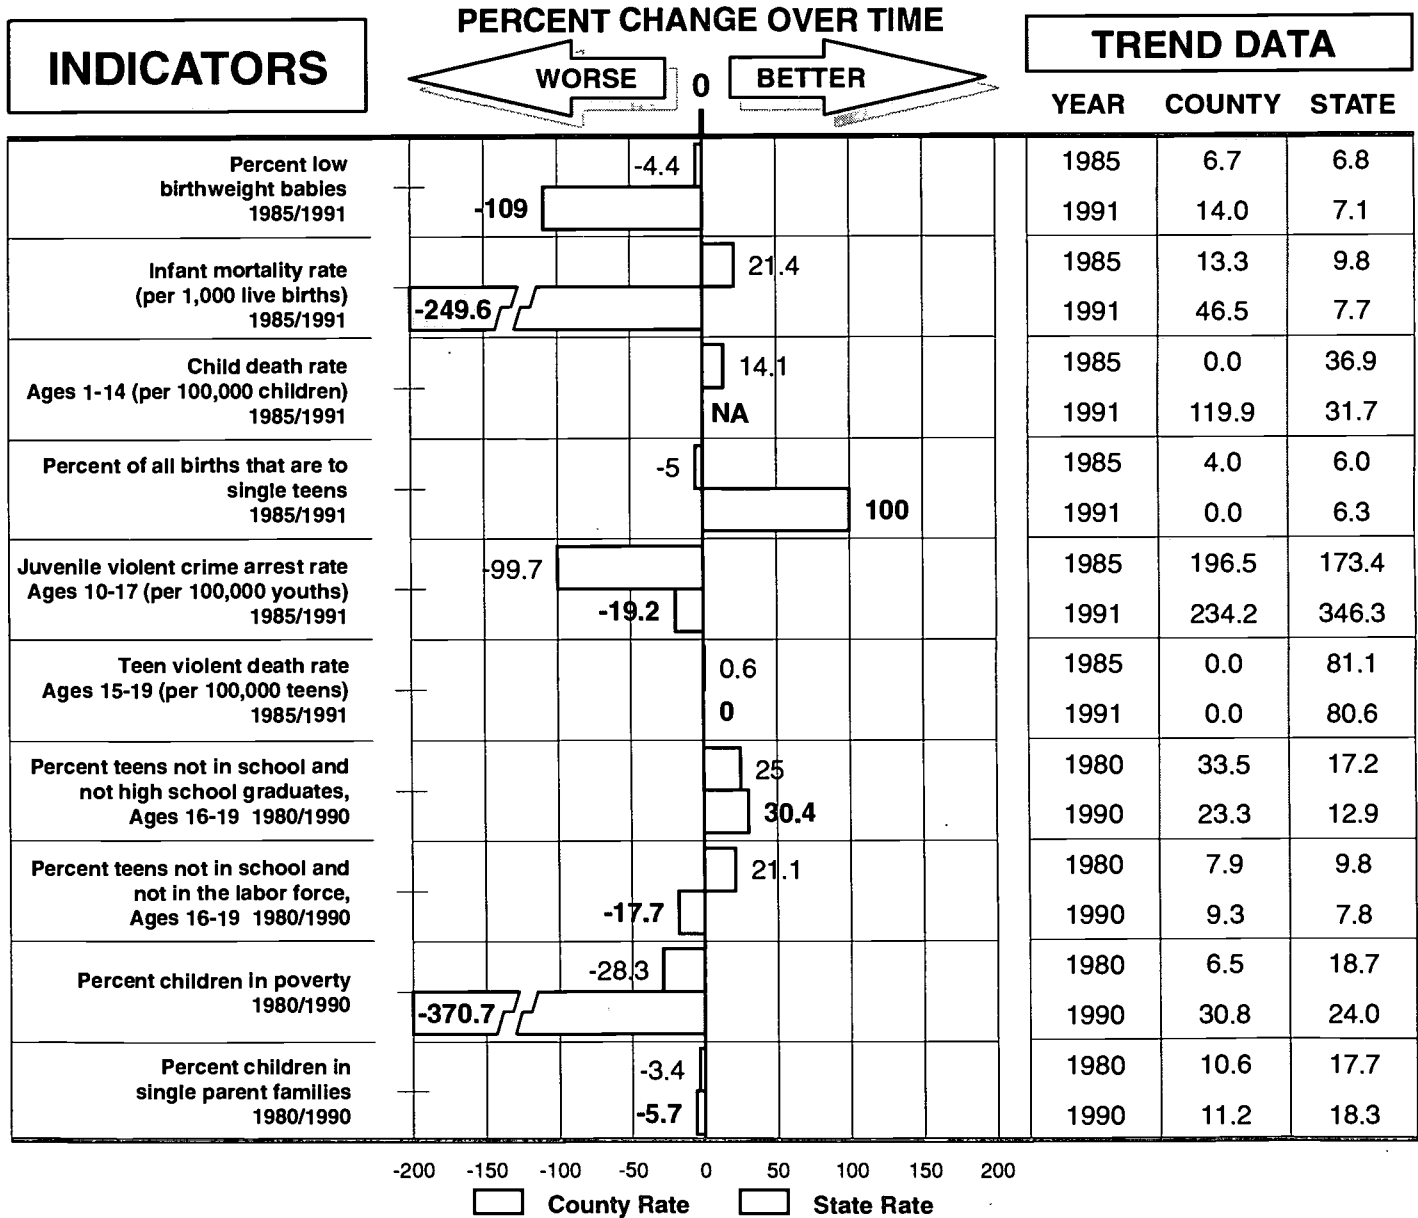 PERCENT CHANGE OVER TIME
INDICATORS
WORSE
0
BETTER
TREND DATA
YEAR COUNTY STATE
Percent low
birthweight babies
1985/1991
-4.4
-109
1985 6.7 6.8
1991 14.0 7.1
Infant mortality rate
(per 1,000 live births)
1985/1991
21.4
-249.6
1985 13.3 9.8
1991 46.5 7.7
Child death rate
Ages 1-14 (per 100,000 children)
1985/1991
14.1
NA
1985 0.0 36.9
1991 119.9 31.7
Percent of all births that are to
single teens
1985/1991
-5
100
1985 4.0 6.0
1991 0.0 6.3
Juvenile violent crime arrest rate
Ages 10-17 (per 100,000 youths)
1985/1991
-99.7
-19.2
1985 196.5 173.4
1991 234.2 346.3
Teen violent death rate
Ages 15-19 (per 100,000 teens)
1985/1991
0.6
0
1985 0.0 81.1
1991 0.0 80.6
Percent teens not in school and
not high school graduates,
Ages 16-19 1980/1990
25
30.4
1980 33.5 17.2
1990 23.3 12.9
Percent teens not in school and
not in the labor force,
Ages 16-19 1980/1990
21.1
-17.7
1980 7.9 9.8
1990 9.3 7.8
Percent children in poverty
1980/1990
-28.3
-370.7
1980 6.5 18.7
1990 30.8 24.0
Percent children in
single parent families
1980/1990
-3.4
-5.7
1980 10.6 17.7
1990 11.2 18.3
-200 -150 -100 -50 0 50 100 150 200
County Rate State Rate